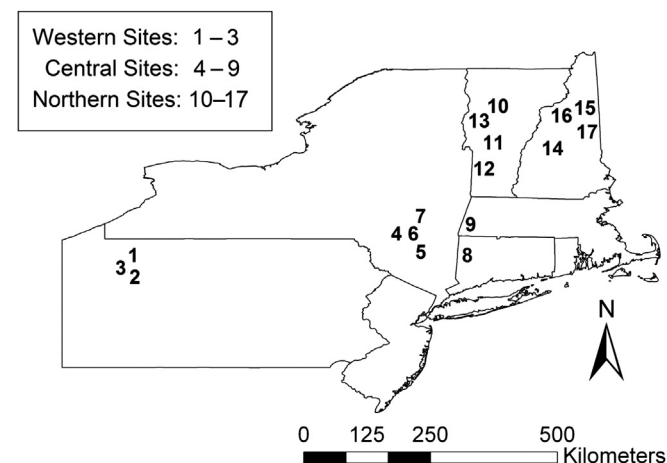 Western Sites: 1 – 3
Central Sites: 4 – 9
Northern Sites: 10–17
10
15
16
13
17
11
14
12
7
9
4 6
5
8
1
3
2
N
0 125 250 500
Kilometers